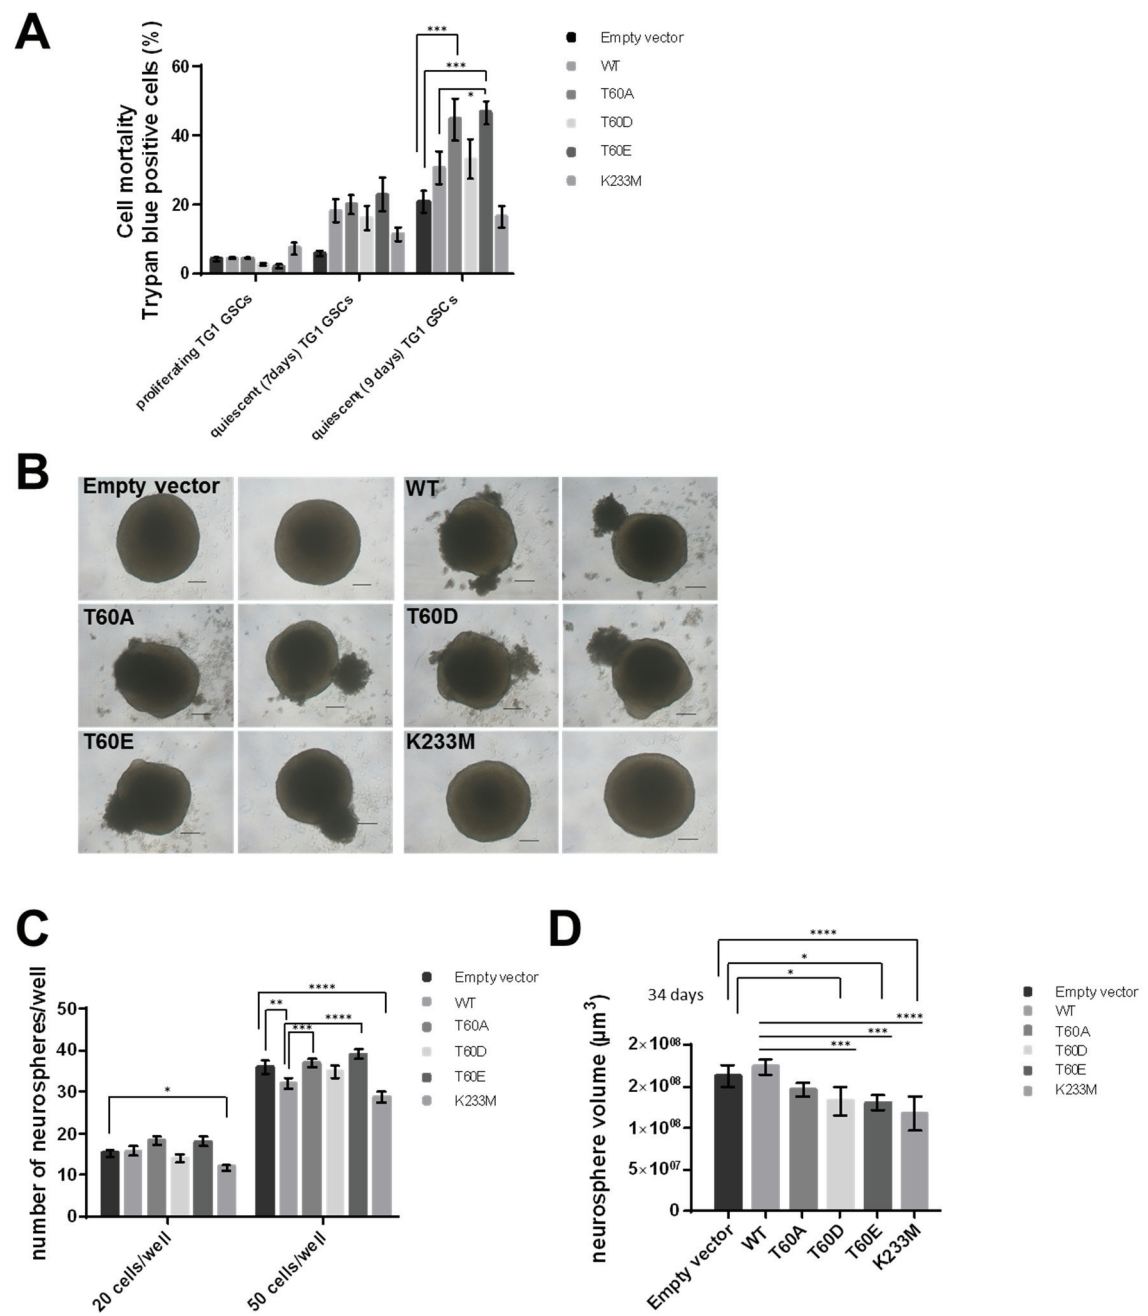 A
Cell mortality
Trypan blue positive cells (%)
60
40
20
0
***
***
*
proliferating TG1 GSCs
quiescent (7days) TG1 GSCs
quiescent (9 days) TG1 GSCs
Empty vector
WT
T60A
T60D
T60E
K233M
B
Empty vector
WT
T60A
T60D
T60E
K233M
C
number of neurospheres/well
50
40
30
20
10
0
*
****
**
****
***
20 cells/well
50 cells/well
Empty vector
WT
T60A
T60D
T60E
K233M
D
neurosphere volume (µm³)
34 days
****
*
*
****
***
***
2×10⁰⁸
2×10⁰⁸
1×10⁰⁸
5×10⁰⁷
0
Empty vector
WT
T60A
T60D
T60E
K233M
Empty vector
WT
T60A
T60D
T60E
K233M